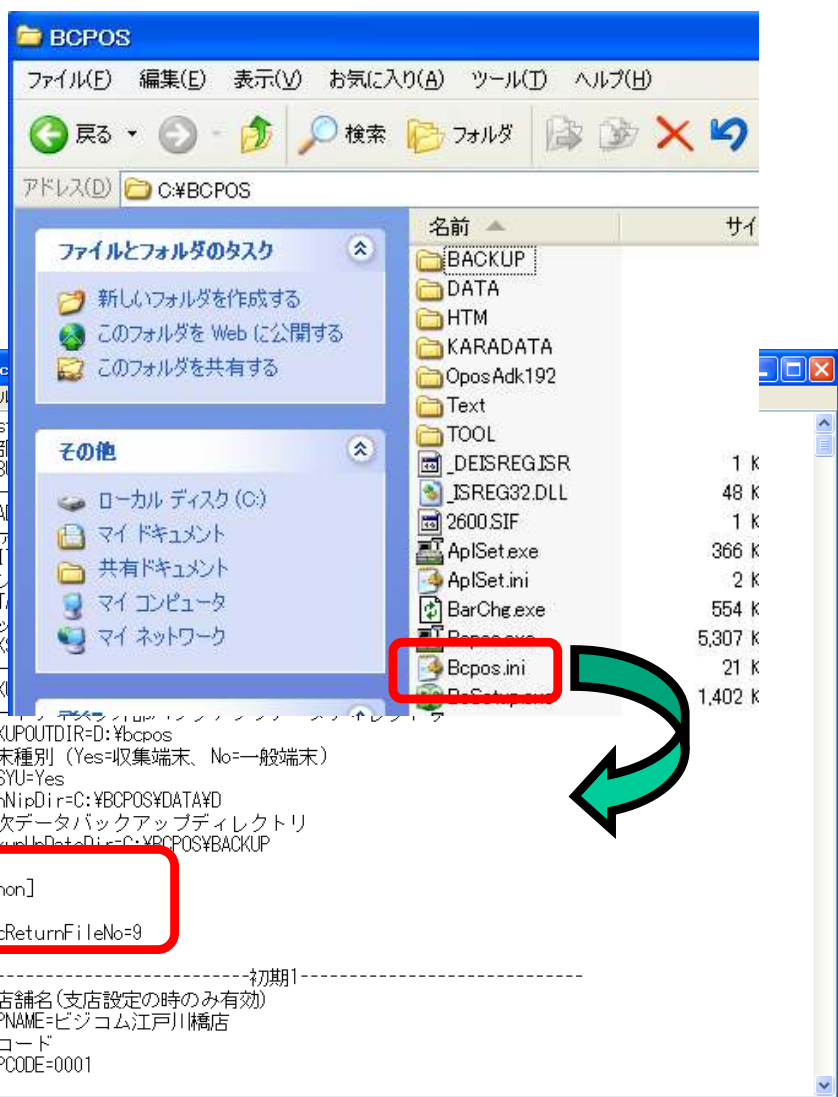 BCPOS
ファイル(F) 編集(E) 表示(V) お気に入り(A) ツール(T) ヘルプ(H)
戻る 検索 フォルダ
アドレス(D) C:¥BCPOS
ファイルとフォルダのタスク
新しいフォルダを作成する
このフォルダを Web に公開する
このフォルダを共有する
その他
ローカル ディスク (C:)
マイ ドキュメント
共有ドキュメント
マイ コンピュータ
マイ ネットワーク
名前 サイ
BACKUP
DATA
HTM
KARADATA
OposAdk192
Text
TOOL
_DEISREG.ISR 1 K
_ISREG32.DLL 48 K
2600.SIF 1 K
AplSet.exe 366 K
AplSet.ini 2 K
BarChg.exe 554 K
Bcpos.exe 5,307 K
Bcpos.ini 21 K
BcSetup.exe 1,402 K
KUPOUTDIR=D:¥bcpos
末種別 (Yes=収集端末、No=一般端末)
SYU=Yes
nNipDir=C:¥BCPOS¥DATA¥D
次データバックアップディレクトリ
kupUpDateDir=C:¥BCPOS¥BACKUP
mon]
cReturnFileNo=9
---------------------------初期1------------------------------
店舗名(支店設定の時のみ有効)
PNAME=ビジコム江戸川橋店
コード
PCODE=0001